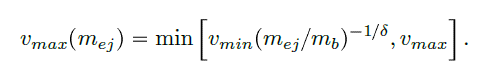 v_{max}(m_{ej}) = min [v_{min}(m_{ej}/m_b)^{-1/δ}, v_{max}] .